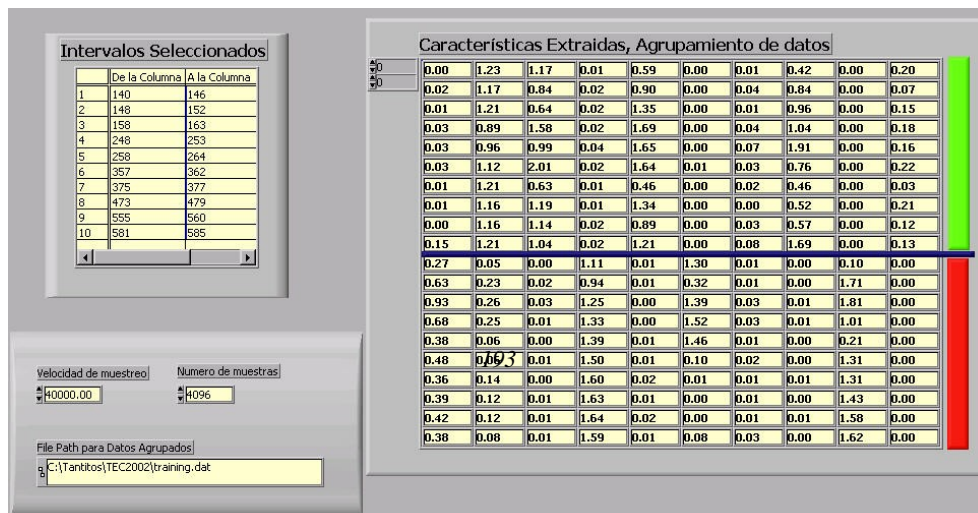 Intervalos Seleccionados
De la Columna A la Columna
1 140 146
2 148 152
3 158 163
4 248 253
5 258 264
6 357 362
7 375 377
8 473 479
9 555 560
10 581 585
Velocidad de muestreo Numero de muestras
40000.00 4096
File Path para Datos Agrupados
C:\Tantitos\TEC2002\training.dat
Características Extraidas, Agrupamiento de datos
0
0
0.00 1.23 1.17 0.01 0.59 0.00 0.01 0.42 0.00 0.20
0.02 1.17 0.84 0.02 0.90 0.00 0.04 0.84 0.00 0.07
0.01 1.21 0.64 0.02 1.35 0.00 0.01 0.96 0.00 0.15
0.03 0.89 1.58 0.02 1.69 0.00 0.04 1.04 0.00 0.18
0.03 0.96 0.99 0.04 1.65 0.00 0.07 1.91 0.00 0.16
0.03 1.12 2.01 0.02 1.64 0.01 0.03 0.76 0.00 0.22
0.01 1.21 0.63 0.01 0.46 0.00 0.02 0.46 0.00 0.03
0.01 1.16 1.19 0.01 1.34 0.00 0.00 0.52 0.00 0.21
0.00 1.16 1.14 0.02 0.89 0.00 0.03 0.57 0.00 0.12
0.15 1.21 1.04 0.02 1.21 0.00 0.08 1.69 0.00 0.13
0.27 0.05 0.00 1.11 0.01 1.30 0.01 0.00 0.10 0.00
0.63 0.23 0.02 0.94 0.01 0.32 0.01 0.00 1.71 0.00
0.93 0.26 0.03 1.25 0.00 1.39 0.03 0.01 1.81 0.00
0.68 0.25 0.01 1.33 0.00 1.52 0.03 0.01 1.01 0.00
0.38 0.06 0.00 1.39 0.01 1.46 0.01 0.00 0.21 0.00
0.48 193 0.01 1.50 0.01 0.10 0.02 0.00 1.31 0.00
0.36 0.14 0.00 1.60 0.02 0.01 0.01 0.01 1.31 0.00
0.39 0.12 0.01 1.63 0.01 0.00 0.01 0.00 1.43 0.00
0.42 0.12 0.01 1.64 0.02 0.00 0.01 0.01 1.58 0.00
0.38 0.08 0.01 1.59 0.01 0.08 0.03 0.00 1.62 0.00